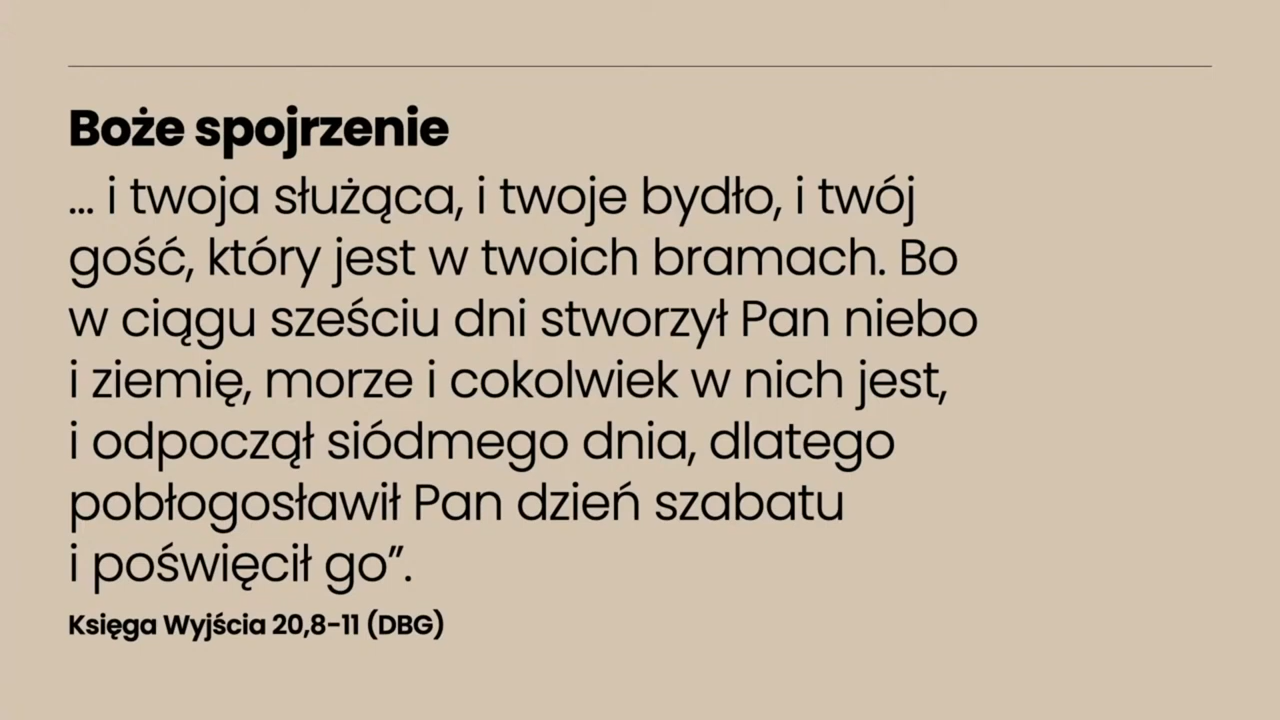 Boże spojrzenie
... i twoja służąca, i twoje bydło, i twój
gość, który jest w twoich bramach. Bo
w ciągu sześciu dni stworzył Pan niebo
i ziemię, morze i cokolwiek w nich jest,
i odpoczął siódmego dnia, dlatego
pobłogosławił Pan dzień szabatu
i poświęcił go”.
Księga Wyjścia 20,8-11 (DBG)